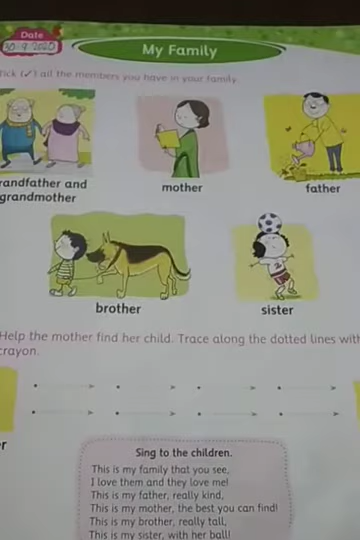 Date
30-9-2020
My Family
Tick (✓) all the members you have in your family.
randfather and
grandmother
mother
father
brother
sister
Help the mother find her child. Trace along the dotted lines with
crayon.
r
Sing to the children.
This is my family that you see,
I love them and they love me!
This is my father, really kind,
This is my mother, the best you can find!
This is my brother, really tall,
This is my sister, with her ball!